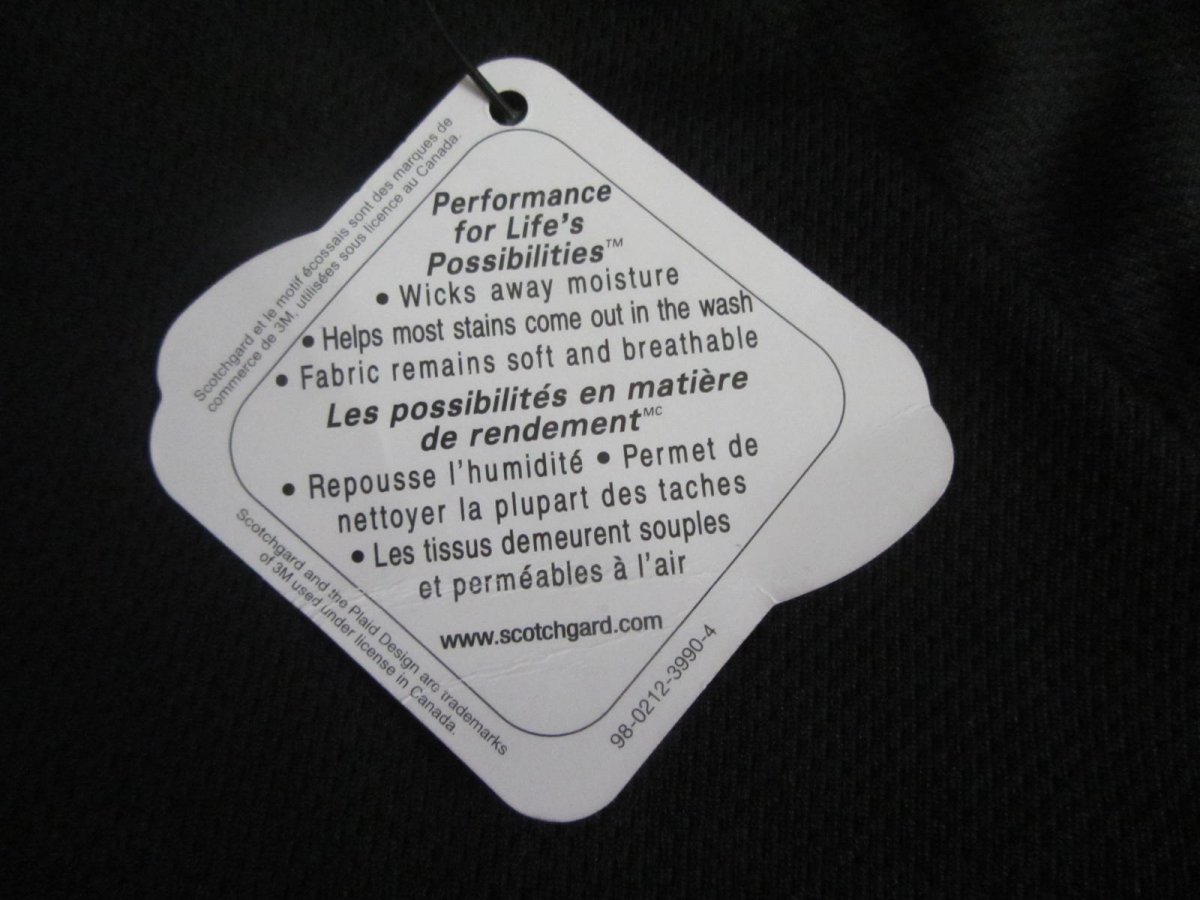 Scotchgard et le motif écossais sont des marques de
commerce de 3M, utilisées sous licence au Canada.
Performance
for Life's
Possibilities™
• Wicks away moisture
• Helps most stains come out in the wash
• Fabric remains soft and breathable
Les possibilités en matière
de rendementMC
• Repousse l'humidité • Permet de
nettoyer la plupart des taches
• Les tissus demeurent souples
et perméables à l'air
www.scotchgard.com
Scotchgard and the Plaid Design are trademarks
of 3M used under license in Canada.
98-0212-3990-4